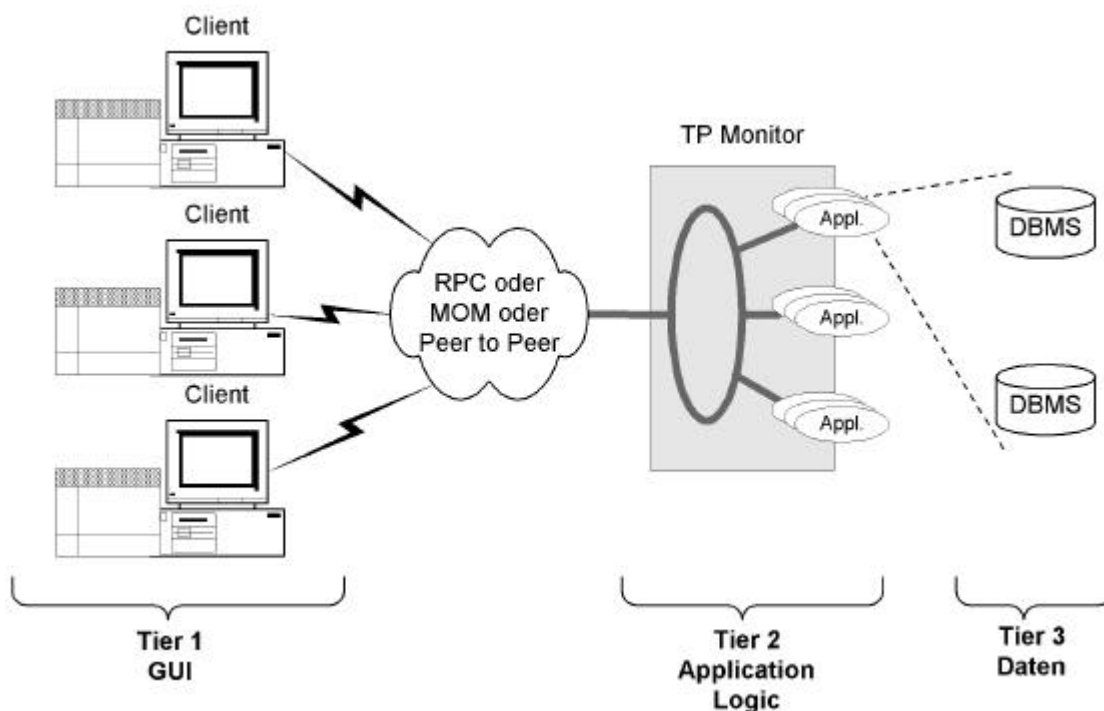 Client
Client
Client
RPC oder
MOM oder
Peer to Peer
TP Monitor
Appl.
Appl.
Appl.
DBMS
DBMS
Tier 1
GUI
Tier 2
Application
Logic
Tier 3
Daten